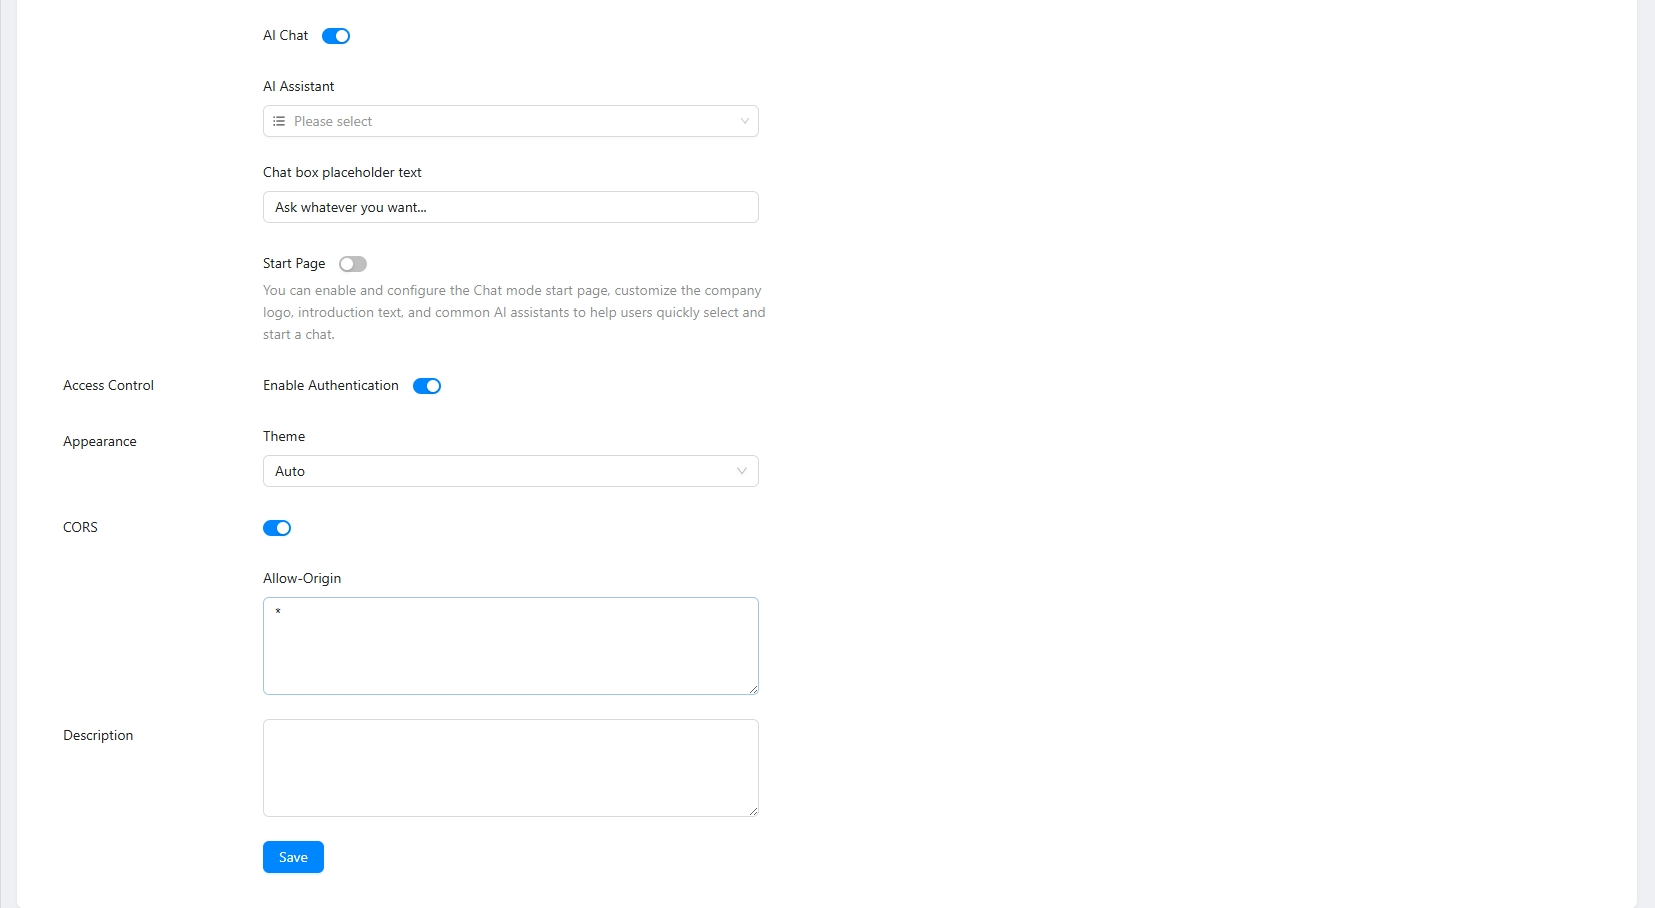 AI Chat
AI Assistant
Please select
Chat box placeholder text
Ask whatever you want...
Start Page
You can enable and configure the Chat mode start page, customize the company
logo, introduction text, and common AI assistants to help users quickly select and
start a chat.
Access Control
Enable Authentication
Appearance
Theme
Auto
CORS
Allow-Origin
*
Description
Save